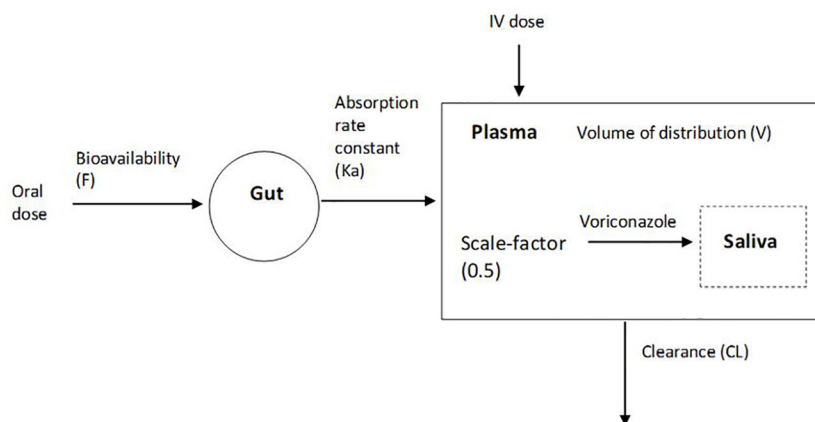 IV dose
Absorption
rate
constant
(Ka)
Plasma Volume of distribution (V)
Bioavailability
(F)
Oral
dose
Gut
Voriconazole
Scale-factor
(0.5)
Saliva
Clearance (CL)